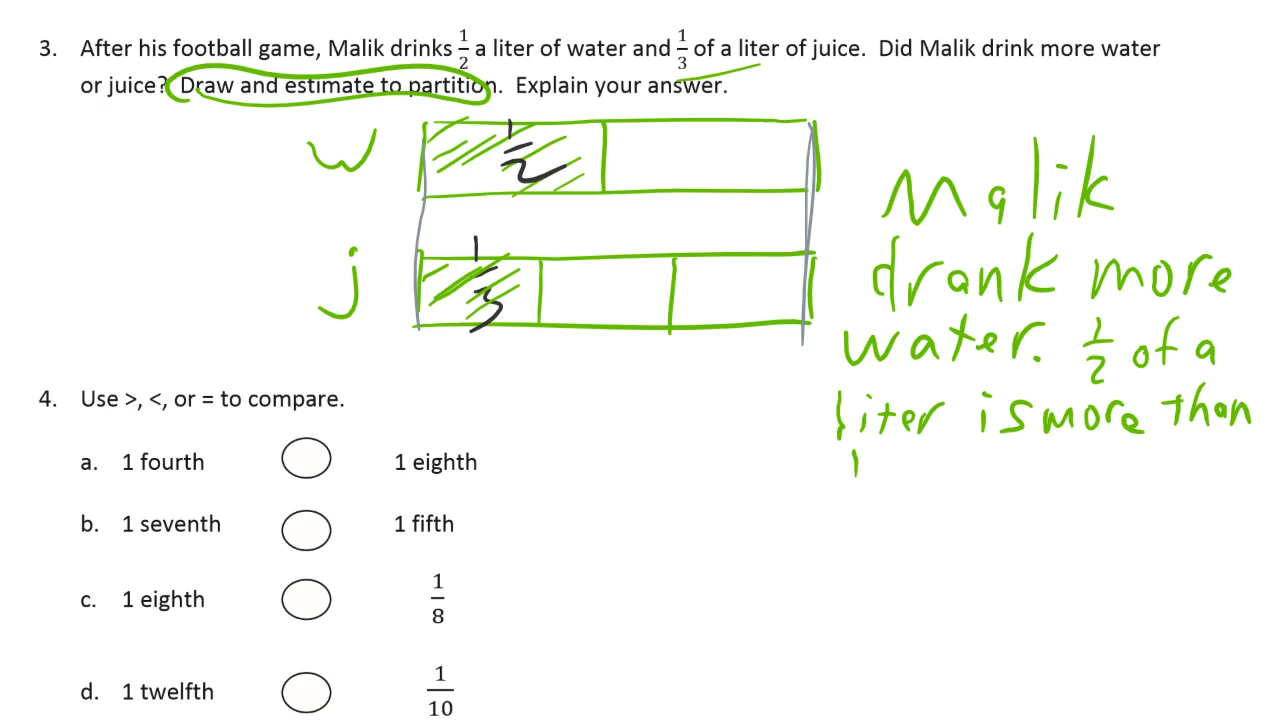 3. After his football game, Malik drinks 1/2 a liter of water and 1/3 of a liter of juice. Did Malik drink more water
or juice? Draw and estimate to partition. Explain your answer.
w
1/2
j
1/3
Malik
drank more
water. 1/2 of a
liter is more than
1
4. Use >, <, or = to compare.
a. 1 fourth 1 eighth
b. 1 seventh 1 fifth
c. 1 eighth 1/8
d. 1 twelfth 1/10